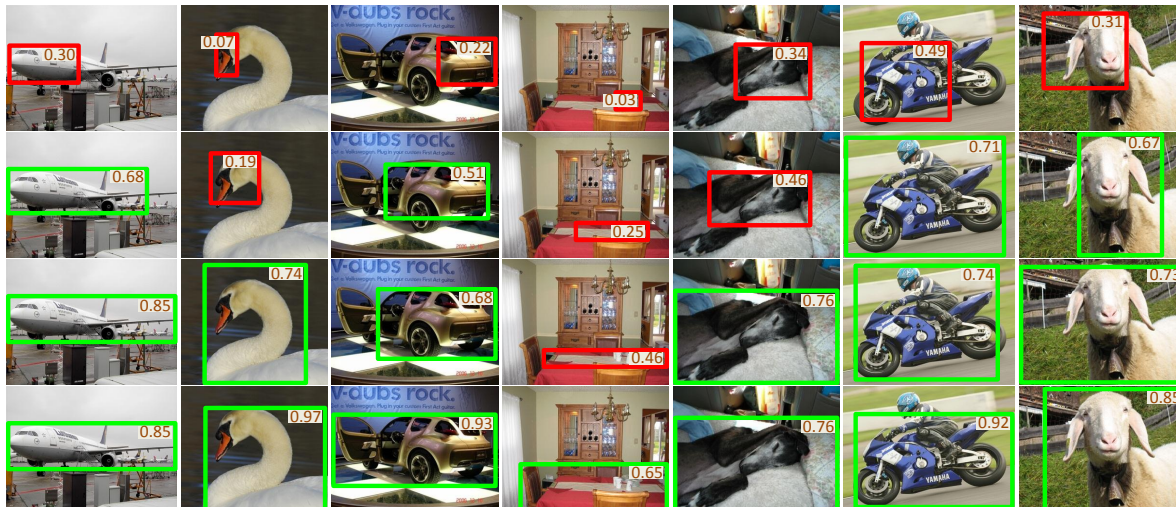 0.30 0.07 V-dubs rock. 0.22 0.03 0.34 0.49 YAMAHA 0.31
0.68 0.19 V-dubs rock. 0.51 0.25 0.46 0.71 YAMAHA 0.67
0.85 0.74 V-dubs rock. 0.68 0.46 0.76 0.74 YAMAHA 0.73
0.85 0.97 V-dubs rock. 0.93 0.65 0.76 0.92 YAMAHA 0.85